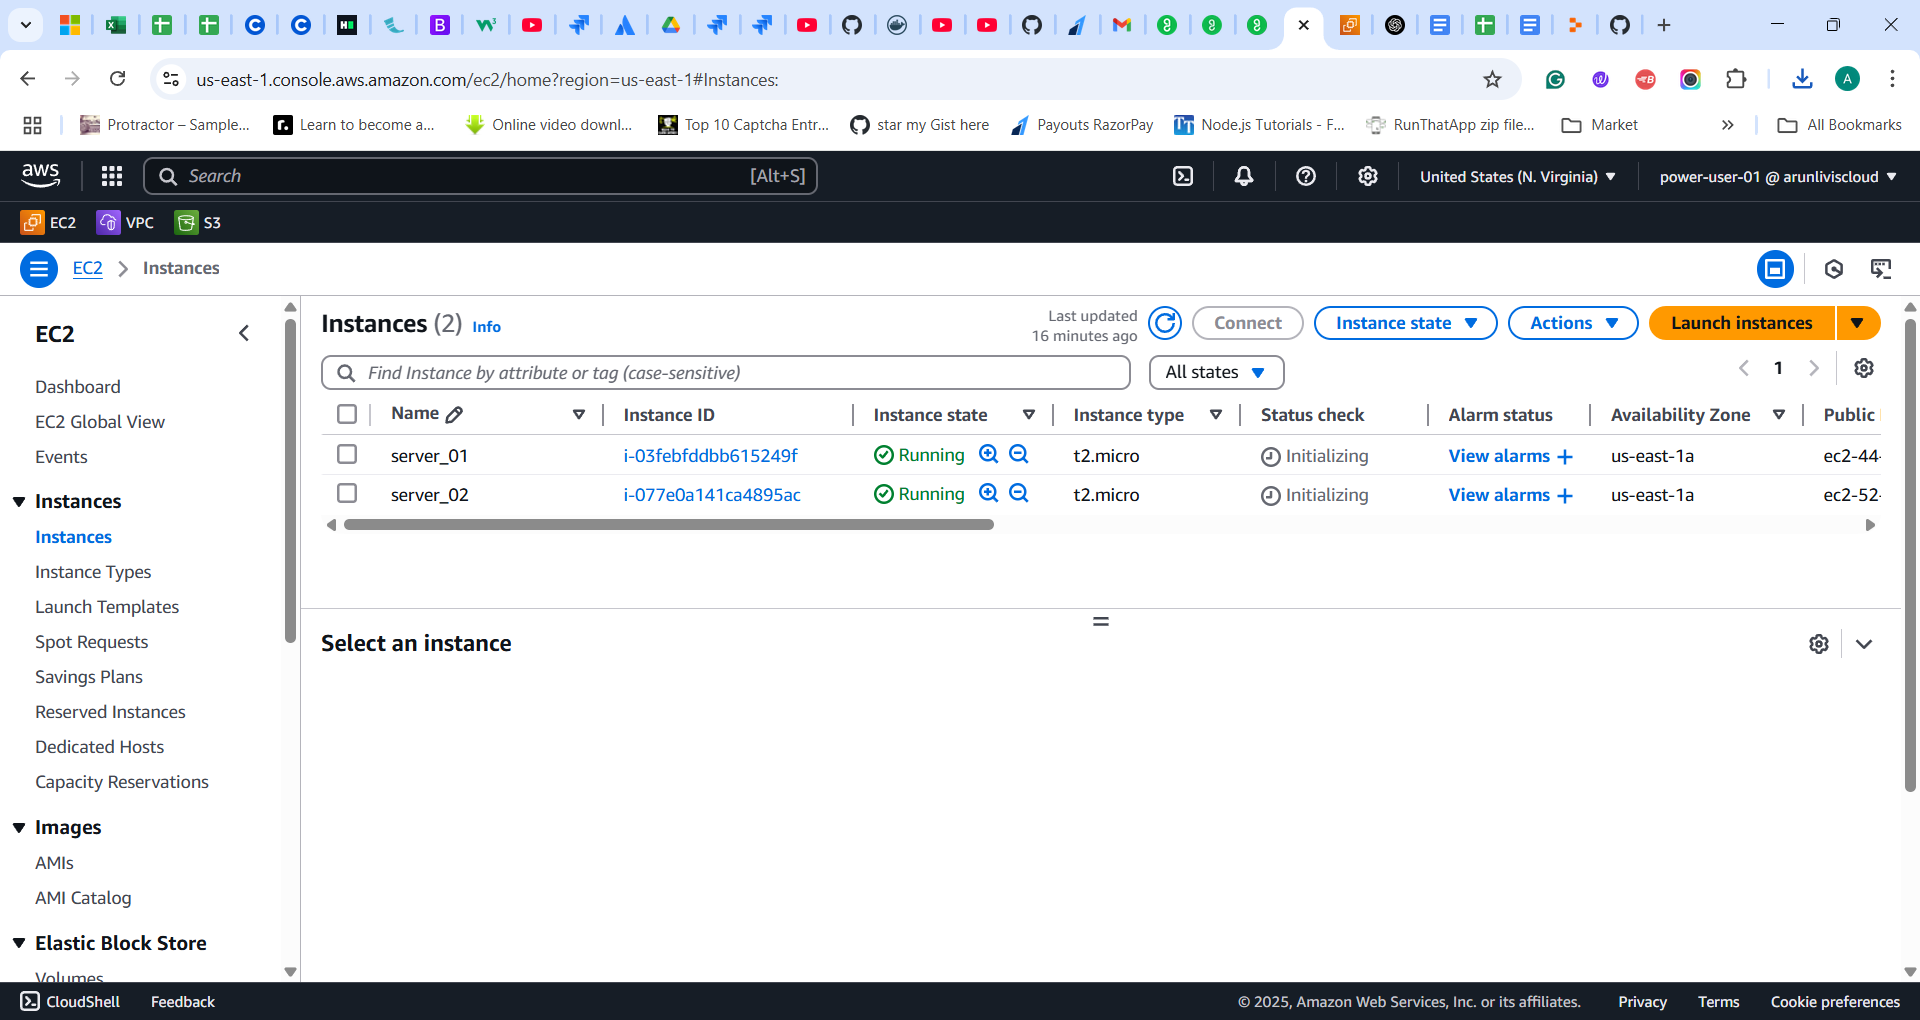 us-east-1.console.aws.amazon.com/ec2/home?region=us-east-1#Instances:
A
Protractor – Sample...
Learn to become a...
Online video downl...
Top 10 Captcha Entr...
star my Gist here
Payouts RazorPay
Node.js Tutorials - F...
RunThatApp zip file...
Market
All Bookmarks
aws
Search
[Alt+S]
United States (N. Virginia)
power-user-01 @ arunliviscloud
EC2
VPC
S3
EC2
Instances
EC2
Dashboard
EC2 Global View
Events
Instances
Instances
Instance Types
Launch Templates
Spot Requests
Savings Plans
Reserved Instances
Dedicated Hosts
Capacity Reservations
Images
AMIs
AMI Catalog
Elastic Block Store
Volumes
Instances (2) Info
Last updated
16 minutes ago
Connect
Instance state
Actions
Launch instances
Find Instance by attribute or tag (case-sensitive)
All states
1
Name Instance ID Instance state Instance type Status check Alarm status Availability Zone Public
server_01 i-03febfddbb615249f Running t2.micro Initializing View alarms + us-east-1a ec2-44-
server_02 i-077e0a141ca4895ac Running t2.micro Initializing View alarms + us-east-1a ec2-52-
Select an instance
CloudShell
Feedback
© 2025, Amazon Web Services, Inc. or its affiliates.
Privacy
Terms
Cookie preferences